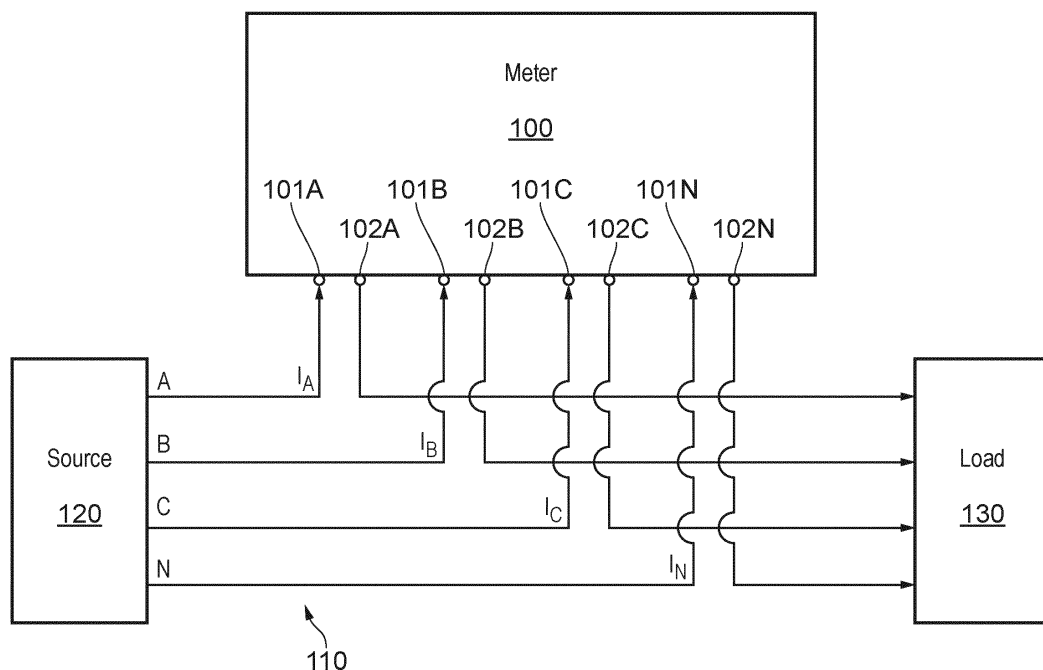 Meter
100
101A 101B 101C 101N
102A 102B 102C 102N
A I_A
B I_B
Source Load
120 130
C I_C
N I_N
110